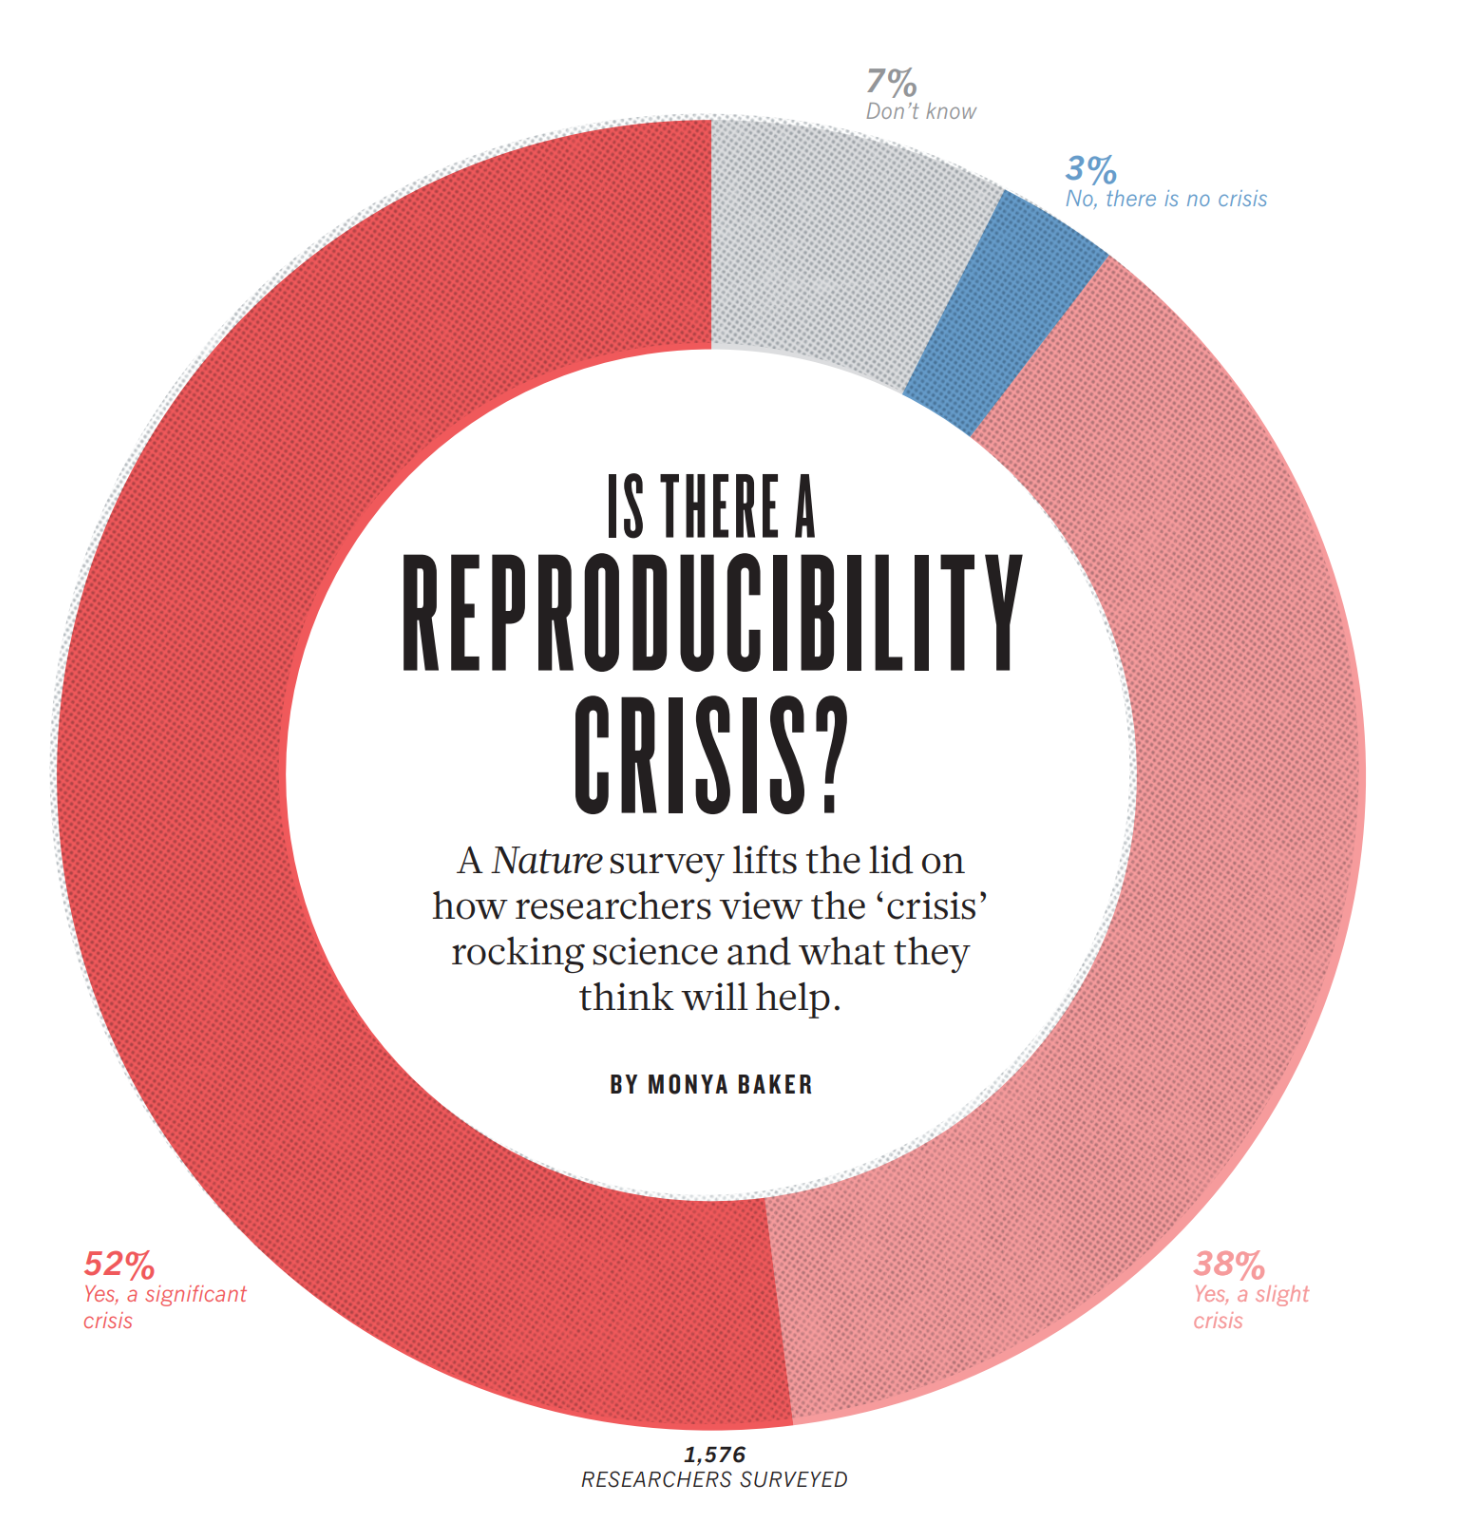 7%
Don’t know
3%
No, there is no crisis
IS THERE A
REPRODUCIBILITY
CRISIS?
A Nature survey lifts the lid on
how researchers view the ‘crisis’
rocking science and what they
think will help.
BY MONYA BAKER
52%
Yes, a significant
crisis
38%
Yes, a slight
crisis
1,576
RESEARCHERS SURVEYED